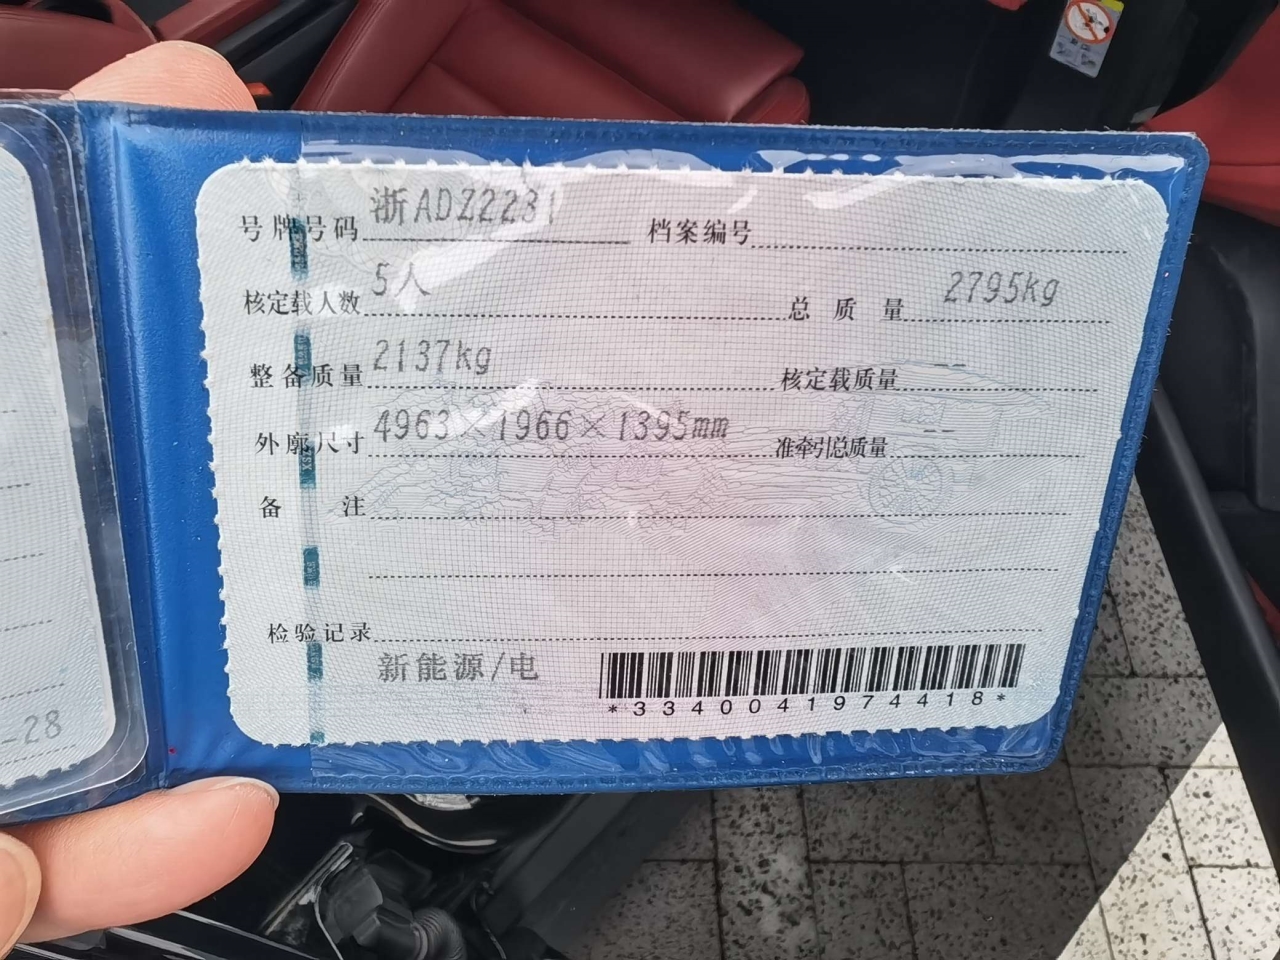 号牌号码 浙ADZ2231 档案编号
核定载人数 5人 总质量 2795kg
整备质量 2137kg 核定载质量 --
外廓尺寸 4963×1966×1395mm 准牵引总质量 --
备注
检验记录
新能源/电
*3340041974418*
-28